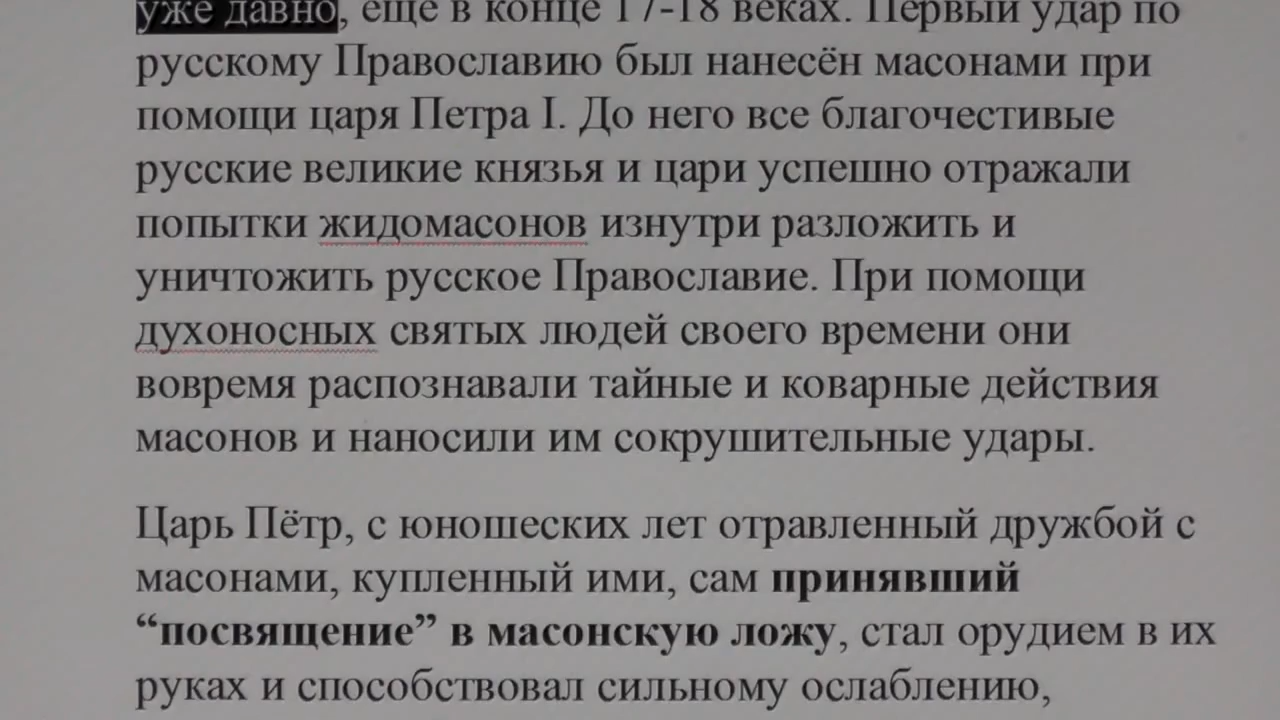 уже давно, еще в конце 17-18 веках. Первый удар по
русскому Православию был нанесён масонами при
помощи царя Петра I. До него все благочестивые
русские великие князья и цари успешно отражали
попытки жидомасонов изнутри разложить и
уничтожить русское Православие. При помощи
духоносных святых людей своего времени они
вовремя распознавали тайные и коварные действия
масонов и наносили им сокрушительные удары.
Царь Пётр, с юношеских лет отравленный дружбой с
масонами, купленный ими, сам принявший
“посвящение” в масонскую ложу, стал орудием в их
руках и способствовал сильному ослаблению,